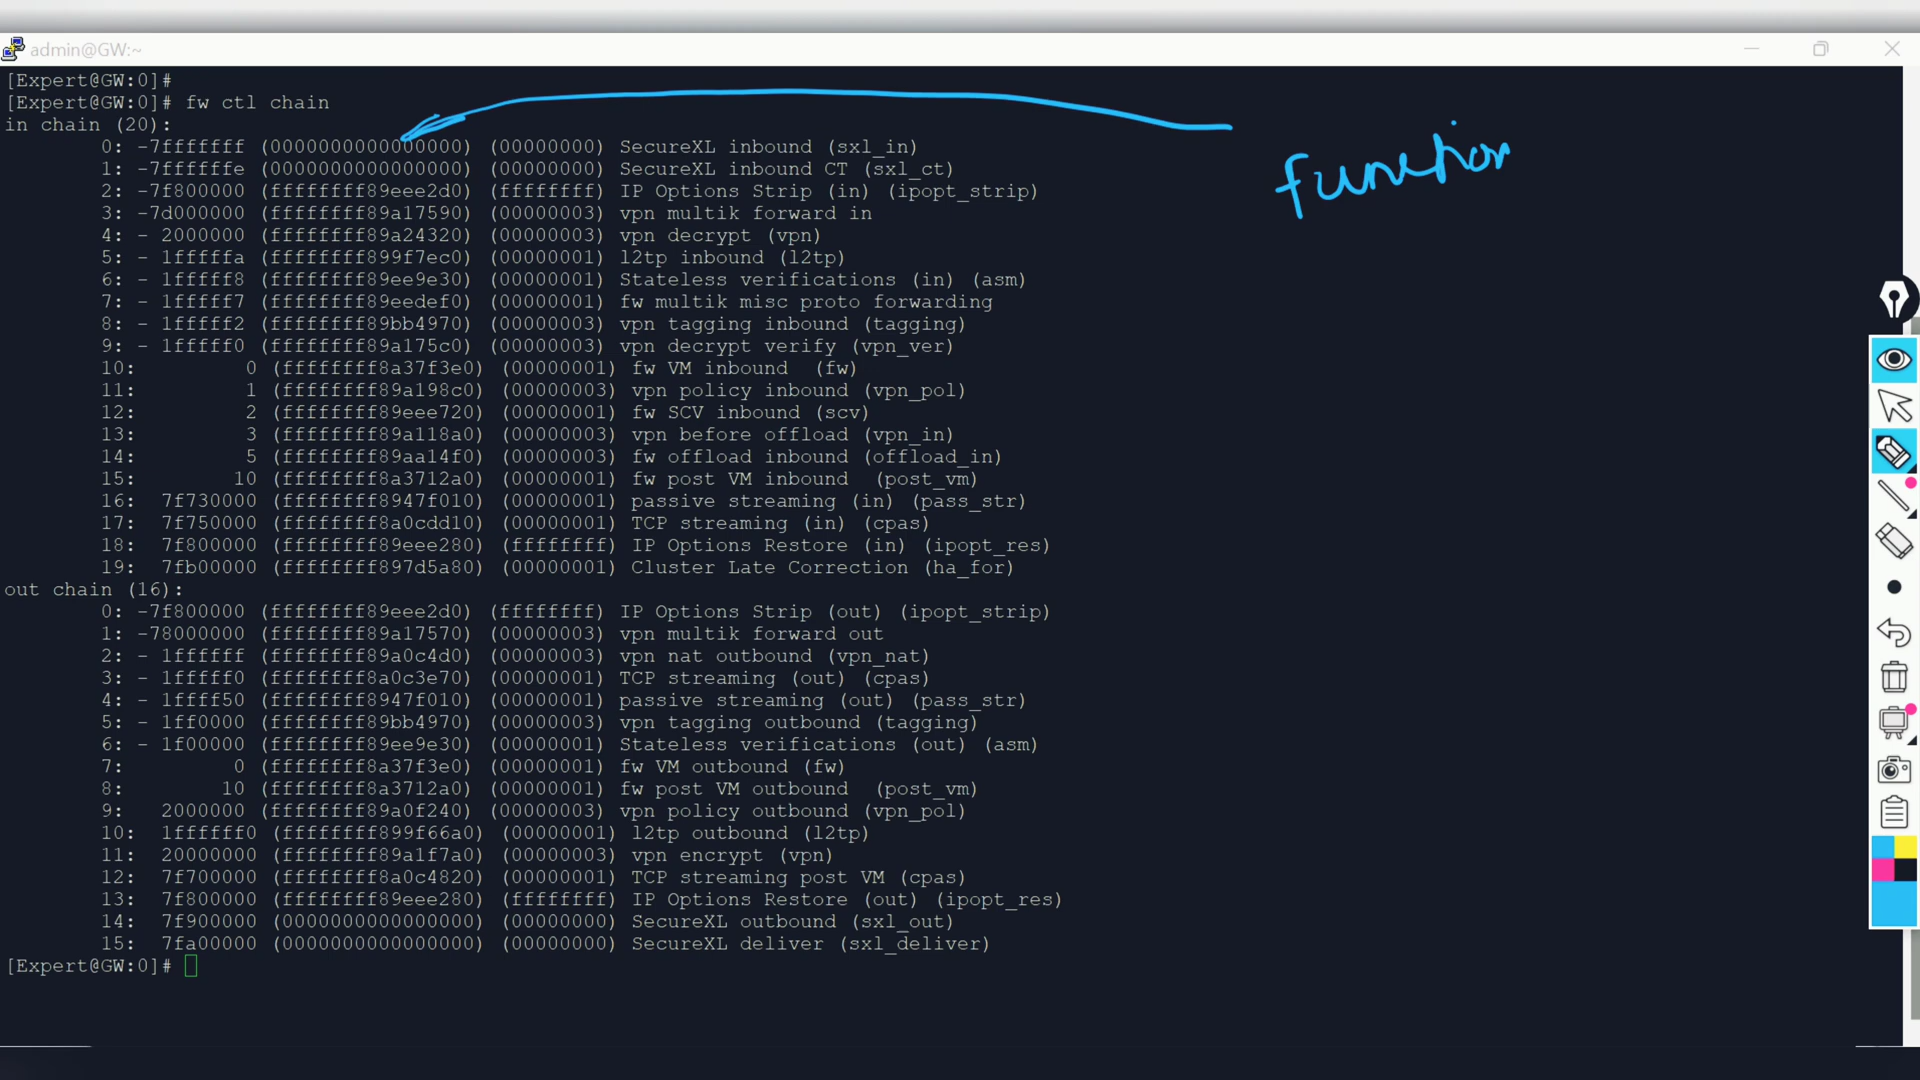 admin@GW:~
[Expert@GW:0]#
[Expert@GW:0]# fw ctl chain
in chain (20):
0: -7fffffff (0000000000000000) (00000000) SecureXL inbound (sxl_in)
1: -7ffffffe (0000000000000000) (00000000) SecureXL inbound CT (sxl_ct)
2: -7f800000 (ffffffff89eee2d0) (ffffffff) IP Options Strip (in) (ipopt_strip)
3: -7d000000 (ffffffff89a17590) (00000003) vpn multik forward in
4: - 2000000 (ffffffff89a24320) (00000003) vpn decrypt (vpn)
5: - 1fffffa (ffffffff899f7ec0) (00000001) l2tp inbound (l2tp)
6: - 1fffff8 (ffffffff89ee9e30) (00000001) Stateless verifications (in) (asm)
7: - 1fffff7 (ffffffff89eedef0) (00000001) fw multik misc proto forwarding
8: - 1fffff2 (ffffffff89bb4970) (00000003) vpn tagging inbound (tagging)
9: - 1fffff0 (ffffffff89a175c0) (00000003) vpn decrypt verify (vpn_ver)
10: 0 (ffffffff8a37f3e0) (00000001) fw VM inbound (fw)
11: 1 (ffffffff89a198c0) (00000003) vpn policy inbound (vpn_pol)
12: 2 (ffffffff89eee720) (00000001) fw SCV inbound (scv)
13: 3 (ffffffff89a118a0) (00000003) vpn before offload (vpn_in)
14: 5 (ffffffff89aa14f0) (00000003) fw offload inbound (offload_in)
15: 10 (ffffffff8a3712a0) (00000001) fw post VM inbound (post_vm)
16: 7f730000 (ffffffff8947f010) (00000001) passive streaming (in) (pass_str)
17: 7f750000 (ffffffff8a0cdd10) (00000001) TCP streaming (in) (cpas)
18: 7f800000 (ffffffff89eee280) (ffffffff) IP Options Restore (in) (ipopt_res)
19: 7fb00000 (ffffffff897d5a80) (00000001) Cluster Late Correction (ha_for)
out chain (16):
0: -7f800000 (ffffffff89eee2d0) (ffffffff) IP Options Strip (out) (ipopt_strip)
1: -78000000 (ffffffff89a17570) (00000003) vpn multik forward out
2: - 1ffffff (ffffffff89a0c4d0) (00000003) vpn nat outbound (vpn_nat)
3: - 1fffff0 (ffffffff8a0c3e70) (00000001) TCP streaming (out) (cpas)
4: - 1ffff50 (ffffffff8947f010) (00000001) passive streaming (out) (pass_str)
5: - 1ff0000 (ffffffff89bb4970) (00000003) vpn tagging outbound (tagging)
6: - 1f00000 (ffffffff89ee9e30) (00000001) Stateless verifications (out) (asm)
7: 0 (ffffffff8a37f3e0) (00000001) fw VM outbound (fw)
8: 10 (ffffffff8a3712a0) (00000001) fw post VM outbound (post_vm)
9: 2000000 (ffffffff89a0f240) (00000003) vpn policy outbound (vpn_pol)
10: 1ffffff0 (ffffffff899f66a0) (00000001) l2tp outbound (l2tp)
11: 20000000 (ffffffff89a1f7a0) (00000003) vpn encrypt (vpn)
12: 7f700000 (ffffffff8a0c4820) (00000001) TCP streaming post VM (cpas)
13: 7f800000 (ffffffff89eee280) (ffffffff) IP Options Restore (out) (ipopt_res)
14: 7f900000 (0000000000000000) (00000000) SecureXL outbound (sxl_out)
15: 7fa00000 (0000000000000000) (00000000) SecureXL deliver (sxl_deliver)
[Expert@GW:0]#
function